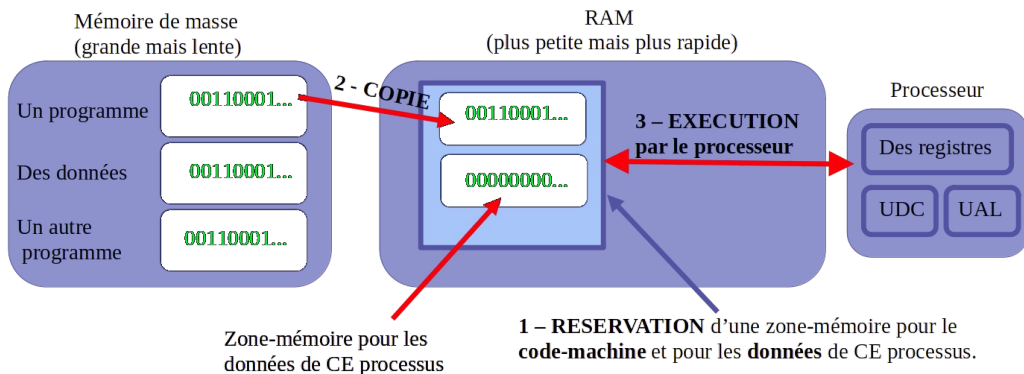 Mémoire de masse
(grande mais lente)
Un programme
00110001...
Des données
00110001...
Un autre
programme
00110001...
2 - COPIE
RAM
(plus petite mais plus rapide)
00110001...
00000000...
3 – EXECUTION
par le processeur
Processeur
Des registres
UDC
UAL
Zone-mémoire pour les
données de CE processus
1 – RESERVATION d'une zone-mémoire pour le
code-machine et pour les données de CE processus.